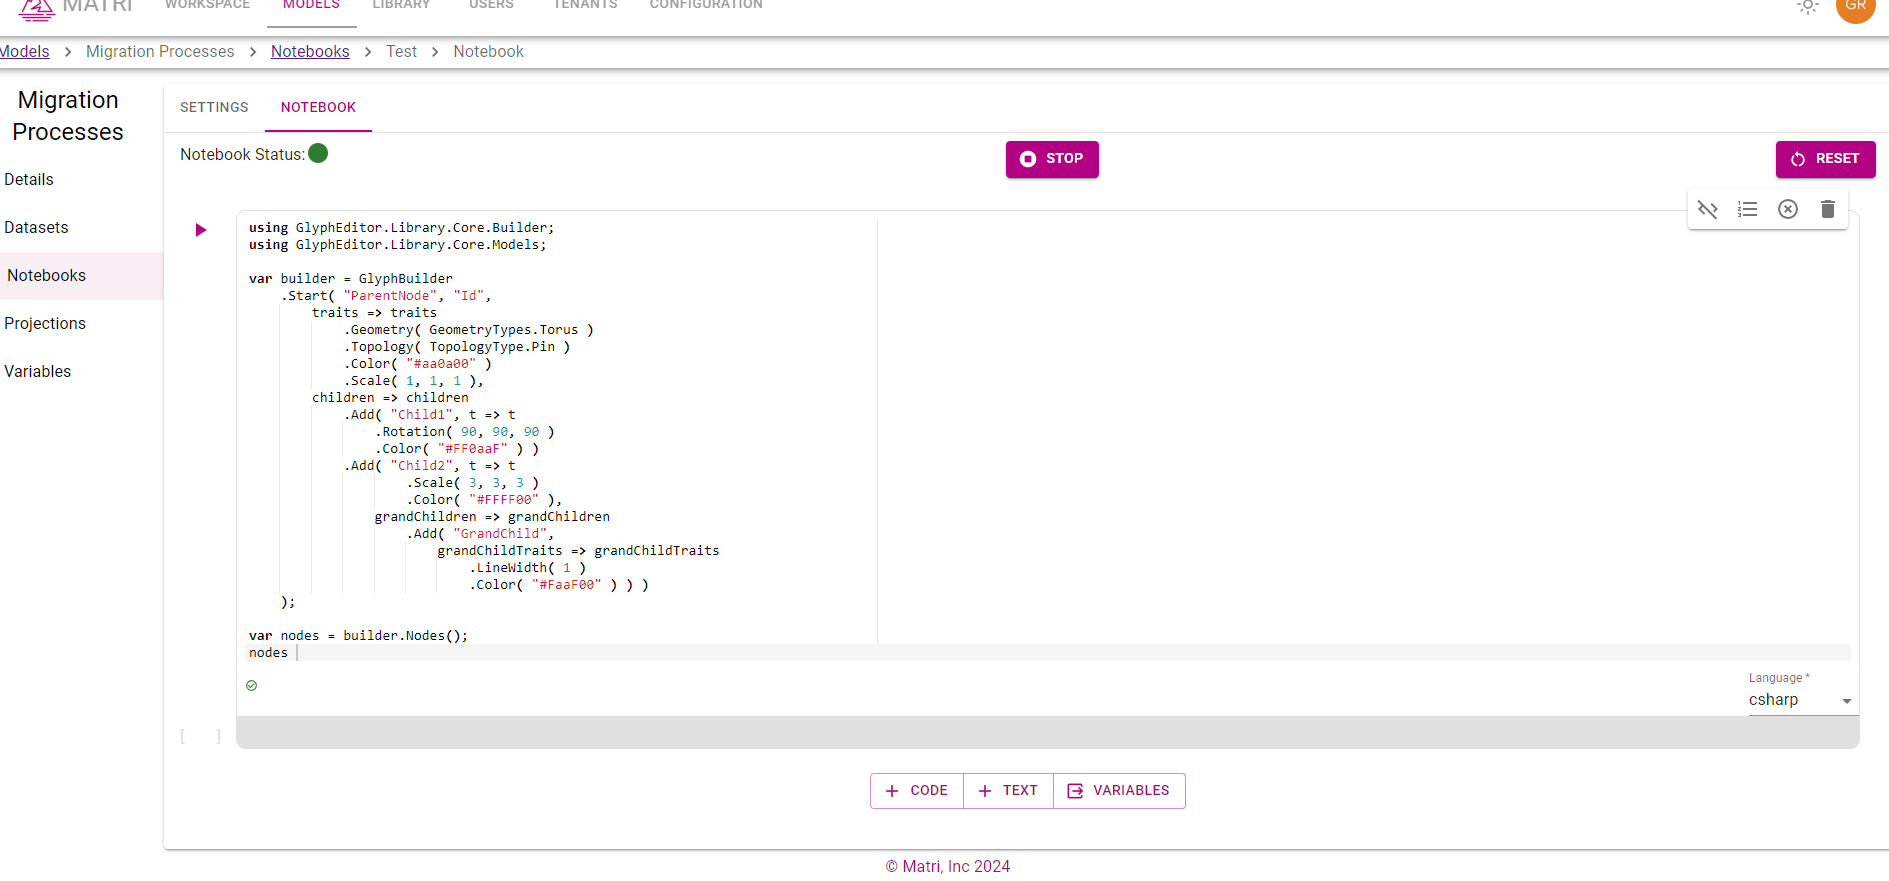 MATRI WORKSPACE MODELS LIBRARY USERS TENANTS CONFIGURATION GR
Models > Migration Processes > Notebooks > Test > Notebook
Migration
Processes
Details
Datasets
Notebooks
Projections
Variables
SETTINGS NOTEBOOK
Notebook Status:
STOP
RESET
using GlyphEditor.Library.Core.Builder;
using GlyphEditor.Library.Core.Models;
var builder = GlyphBuilder
.Start( "ParentNode", "Id",
traits => traits
.Geometry( GeometryTypes.Torus )
.Topology( TopologyType.Pin )
.Color( "#aa0a00" )
.Scale( 1, 1, 1 ),
children => children
.Add( "Child1", t => t
.Rotation( 90, 90, 90 )
.Color( "#FF0aaF" ) )
.Add( "Child2", t => t
.Scale( 3, 3, 3 )
.Color( "#FFFF00" ),
grandChildren => grandChildren
.Add( "GrandChild",
grandChildTraits => grandChildTraits
.LineWidth( 1 )
.Color( "#FaaF00" ) ) )
);
var nodes = builder.Nodes();
nodes
Language *
csharp
[ ]
+ CODE + TEXT VARIABLES
© Matri, Inc 2024